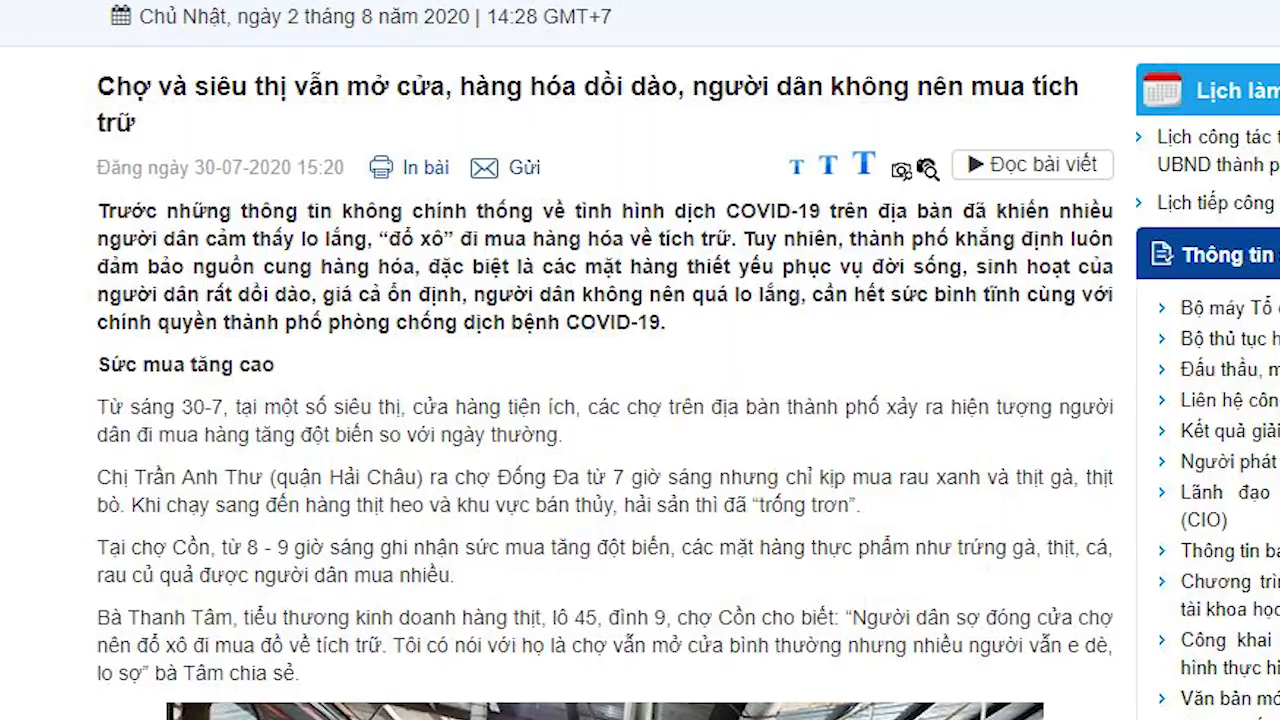 Chủ Nhật, ngày 2 tháng 8 năm 2020 | 14:28 GMT+7
Chợ và siêu thị vẫn mở cửa, hàng hóa dồi dào, người dân không nên mua tích
trữ
Đăng ngày 30-07-2020 15:20 In bài Gửi T T T Đọc bài viết
Trước những thông tin không chính thống về tình hình dịch COVID-19 trên địa bàn đã khiến nhiều
người dân cảm thấy lo lắng, “đổ xô” đi mua hàng hóa về tích trữ. Tuy nhiên, thành phố khẳng định luôn
đảm bảo nguồn cung hàng hóa, đặc biệt là các mặt hàng thiết yếu phục vụ đời sống, sinh hoạt của
người dân rất dồi dào, giá cả ổn định, người dân không nên quá lo lắng, cần hết sức bình tĩnh cùng với
chính quyền thành phố phòng chống dịch bệnh COVID-19.
Sức mua tăng cao
Từ sáng 30-7, tại một số siêu thị, cửa hàng tiện ích, các chợ trên địa bàn thành phố xảy ra hiện tượng người
dân đi mua hàng tăng đột biến so với ngày thường.
Chị Trần Anh Thư (quận Hải Châu) ra chợ Đống Đa từ 7 giờ sáng nhưng chỉ kịp mua rau xanh và thịt gà, thịt
bò. Khi chạy sang đến hàng thịt heo và khu vực bán thủy, hải sản thì đã “trống trơn”.
Tại chợ Cồn, từ 8 - 9 giờ sáng ghi nhận sức mua tăng đột biến, các mặt hàng thực phẩm như trứng gà, thịt, cá,
rau củ quả được người dân mua nhiều.
Bà Thanh Tâm, tiểu thương kinh doanh hàng thịt, lô 45, đình 9, chợ Cồn cho biết: “Người dân sợ đóng cửa chợ
nên đổ xô đi mua đồ về tích trữ. Tôi có nói với họ là chợ vẫn mở cửa bình thường nhưng nhiều người vẫn e dè,
lo sợ” bà Tâm chia sẻ.
Lịch làm
Lịch công tác
UBND thành p
Lịch tiếp công
Thông tin
Bộ máy Tổ
Bộ thủ tục h
Đấu thầu, m
Liên hệ côn
Kết quả giải
Người phát
Lãnh đạo
(CIO)
Thông tin
Chương trì
tài khoa học
Công khai
hình thực hi
Văn bản mớ